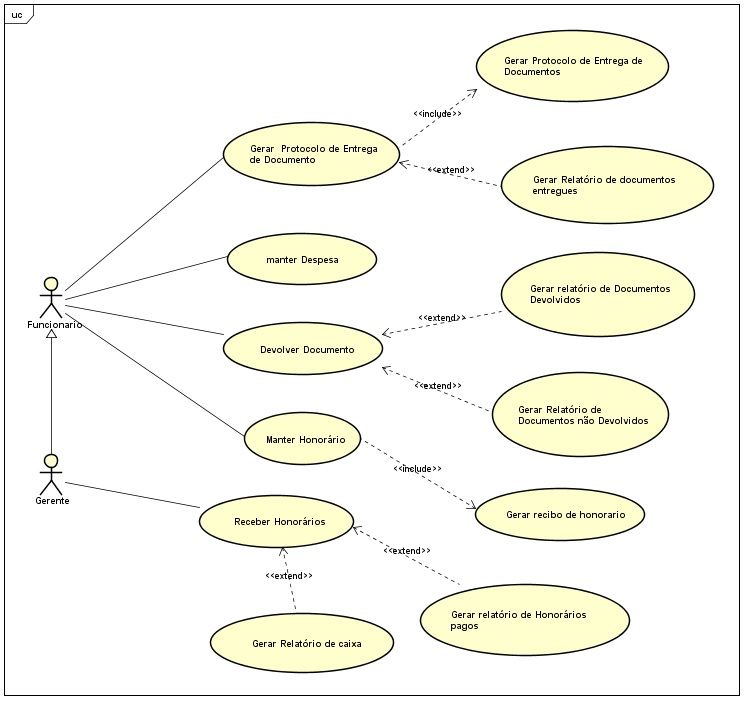 uc
Gerar Protocolo de Entrega de
Documentos
<<include>>
Gerar Protocolo de Entrega
de Documento
<<extend>>
Gerar Relatório de documentos
entregues
manter Despesa
Gerar relatório de Documentos
Devolvidos
Funcionario
<<extend>>
Devolver Documento
<<extend>>
Gerar Relatório de
Documentos não Devolvidos
Manter Honorário
<<include>>
Gerente
Gerar recibo de honorario
Receber Honorários
<<extend>>
<<extend>>
Gerar relatório de Honorários
pagos
Gerar Relatório de caixa